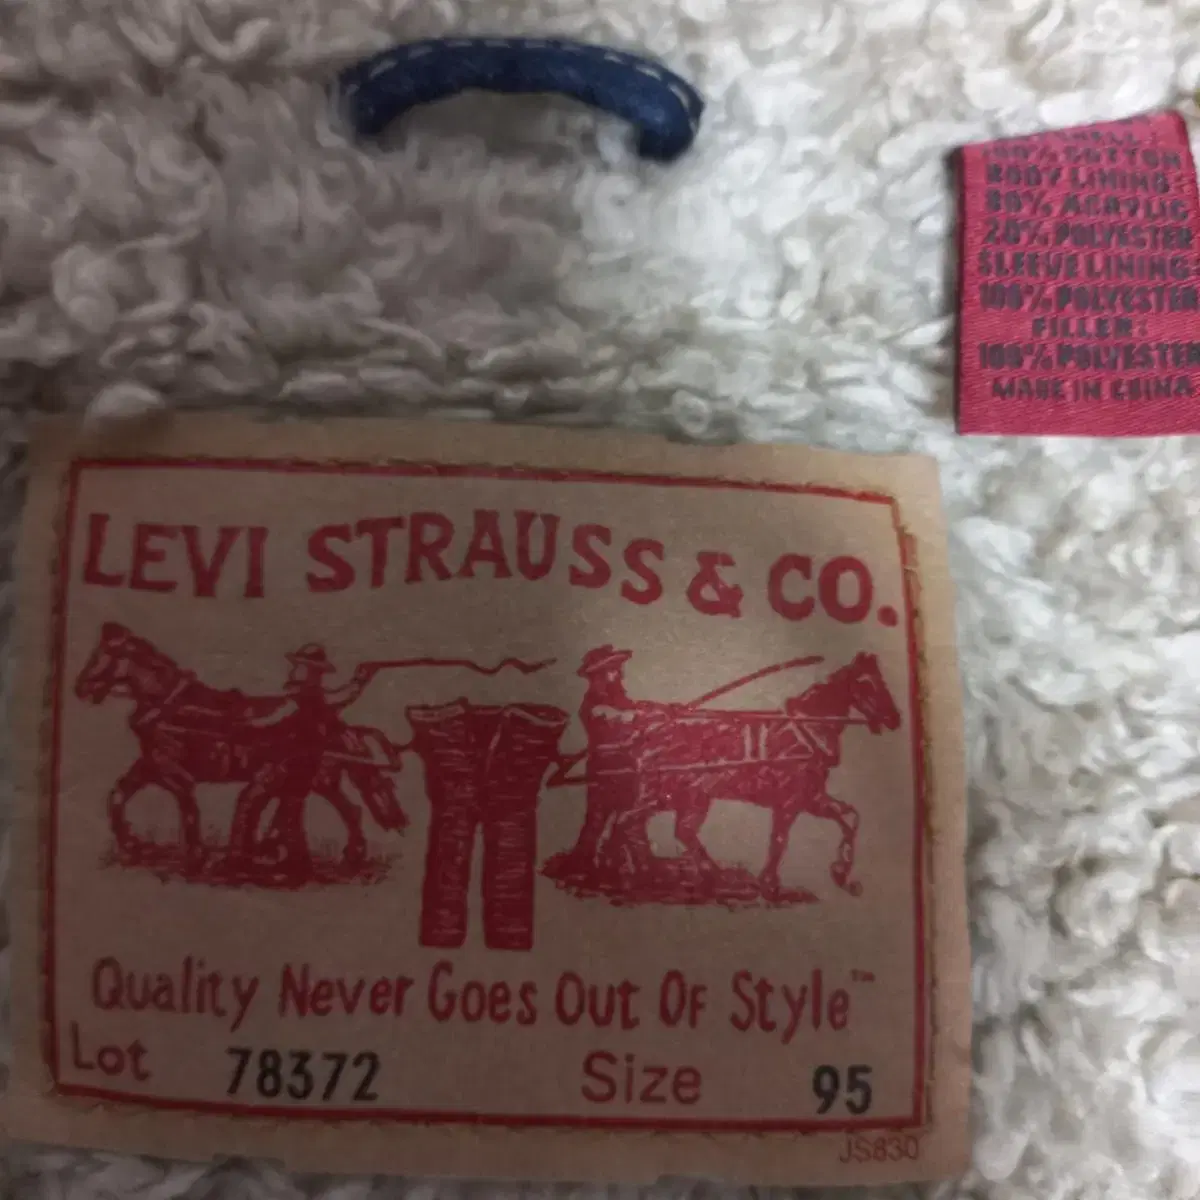 SHELL:
100% COTTON
BODY LINING:
80% ACRYLIC
20% POLYESTER
SLEEVE LINING:
100% POLYESTER
FILLER:
100% POLYESTER
MADE IN CHINA
LEVI STRAUSS & CO.
Quality Never Goes Out Of Style™
Lot 78372 Size 95
JS830